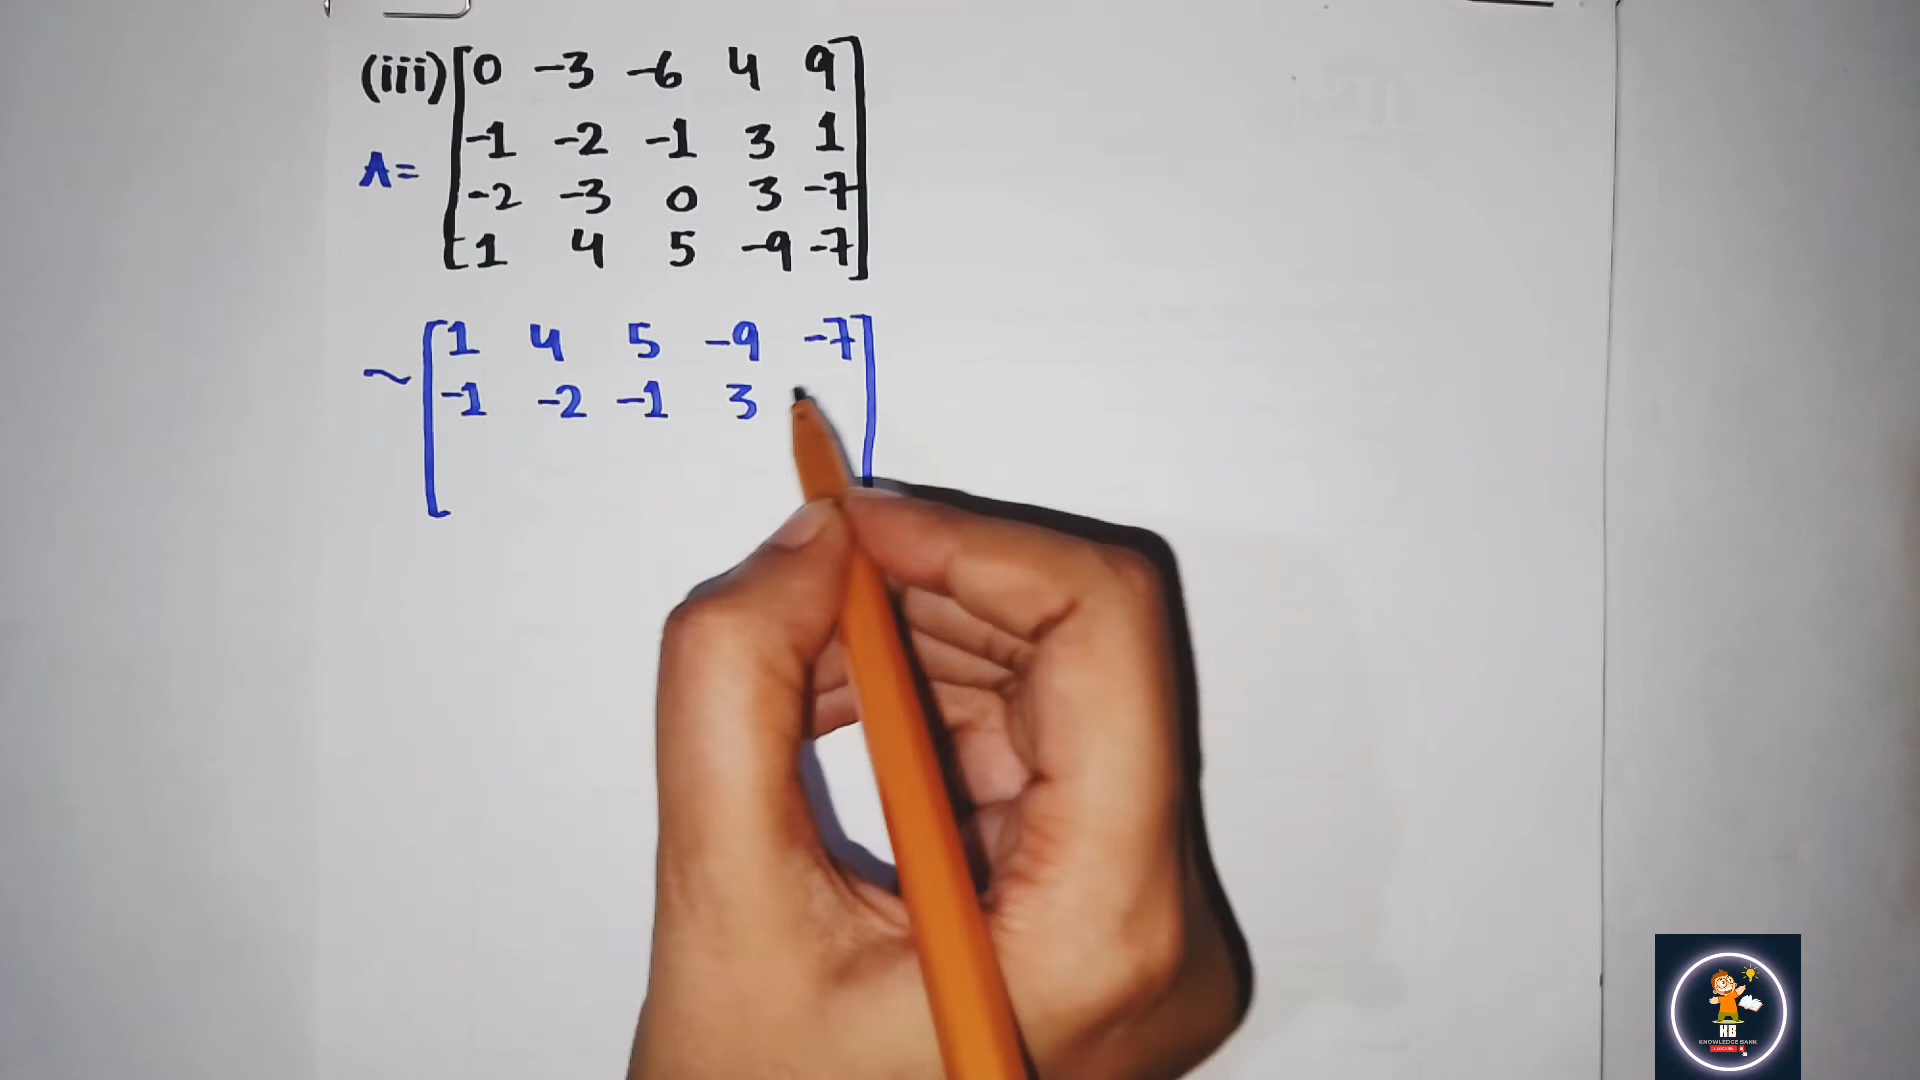 (iii) [0 -3 -6 4 9]
[-1 -2 -1 3 1]
A=
[-2 -3 0 3 -7]
[1 4 5 -9 -7]
~ [1 4 5 -9 -7]
[-1 -2 -1 3
KB
KNOWLEDGE BANK